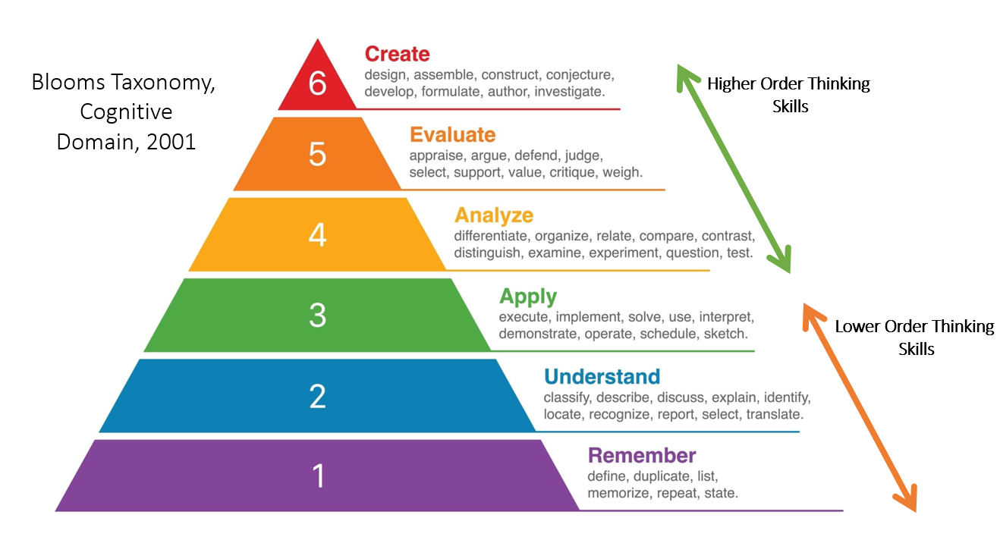 Blooms Taxonomy,
Cognitive
Domain, 2001
6
Create
design, assemble, construct, conjecture,
develop, formulate, author, investigate.
Higher Order Thinking
Skills
5
Evaluate
appraise, argue, defend, judge,
select, support, value, critique, weigh.
4
Analyze
differentiate, organize, relate, compare, contrast,
distinguish, examine, experiment, question, test.
3
Apply
execute, implement, solve, use, interpret,
demonstrate, operate, schedule, sketch.
Lower Order Thinking
Skills
2
Understand
classify, describe, discuss, explain, identify,
locate, recognize, report, select, translate.
1
Remember
define, duplicate, list,
memorize, repeat, state.